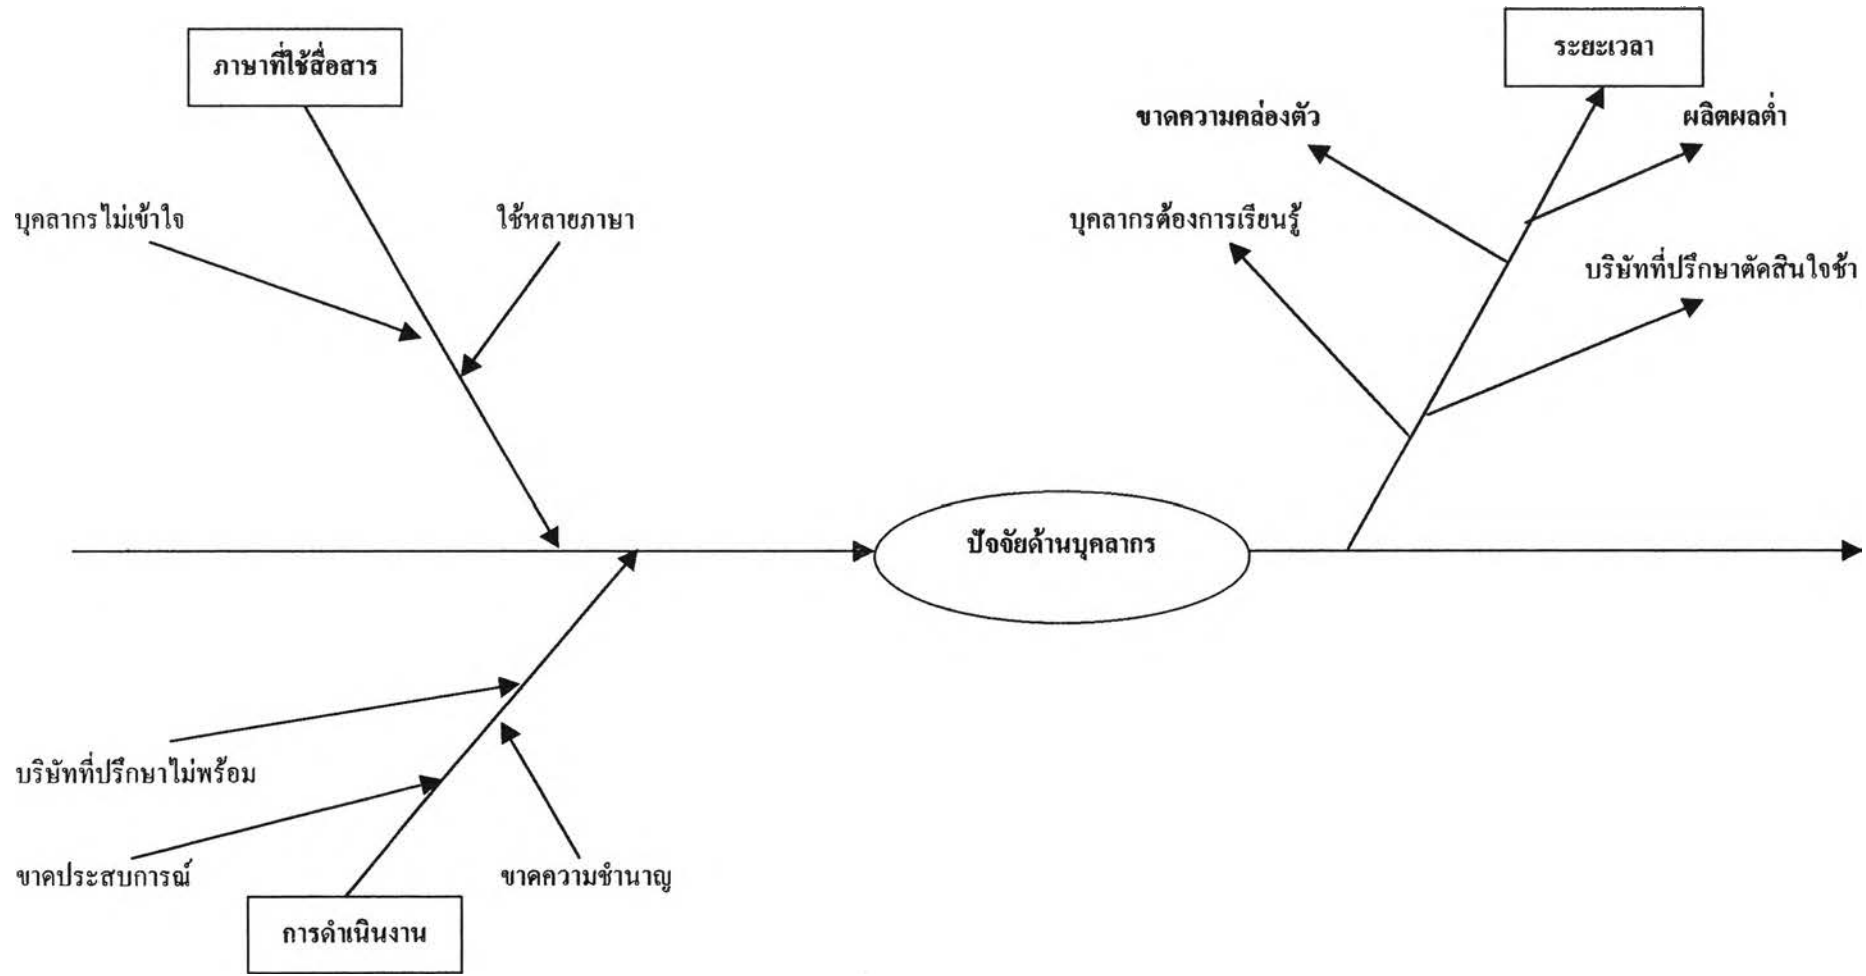 ภาษาที่ใช้สื่อสาร
ระยะเวลา
ขาดความคล่องตัว
ผลิตผลต่ำ
บุคลากรไม่เข้าใจ
ใช้หลายภาษา
บุคลากรต้องการเรียนรู้
บริษัทที่ปรึกษาตัดสินใจช้า
ปัจจัยด้านบุคลากร
บริษัทที่ปรึกษาไม่พร้อม
ขาดประสบการณ์
ขาดความชำนาญ
การดำเนินงาน